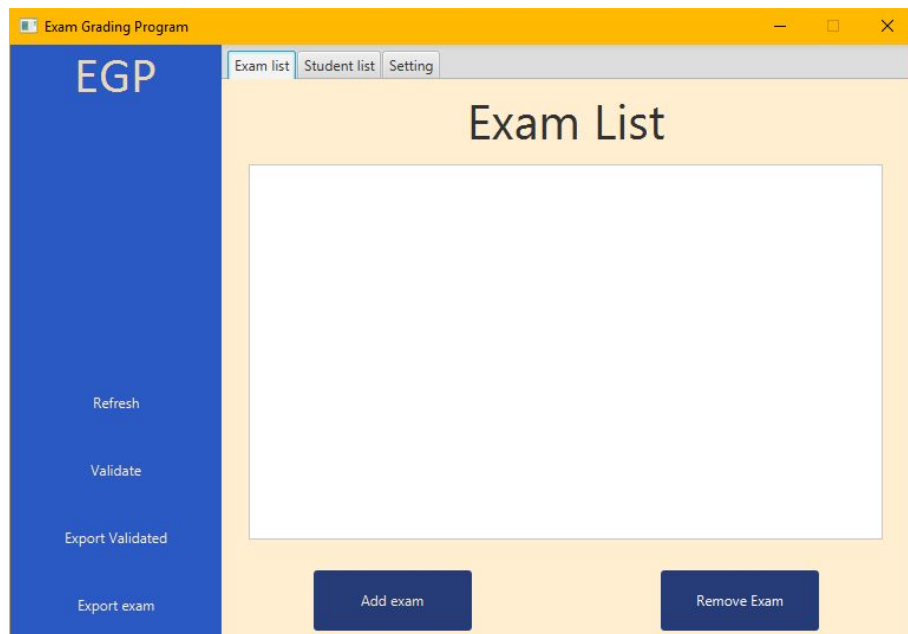 Exam Grading Program
EGP
Exam list Student list Setting
Exam List
Refresh
Validate
Export Validated
Export exam
Add exam Remove Exam